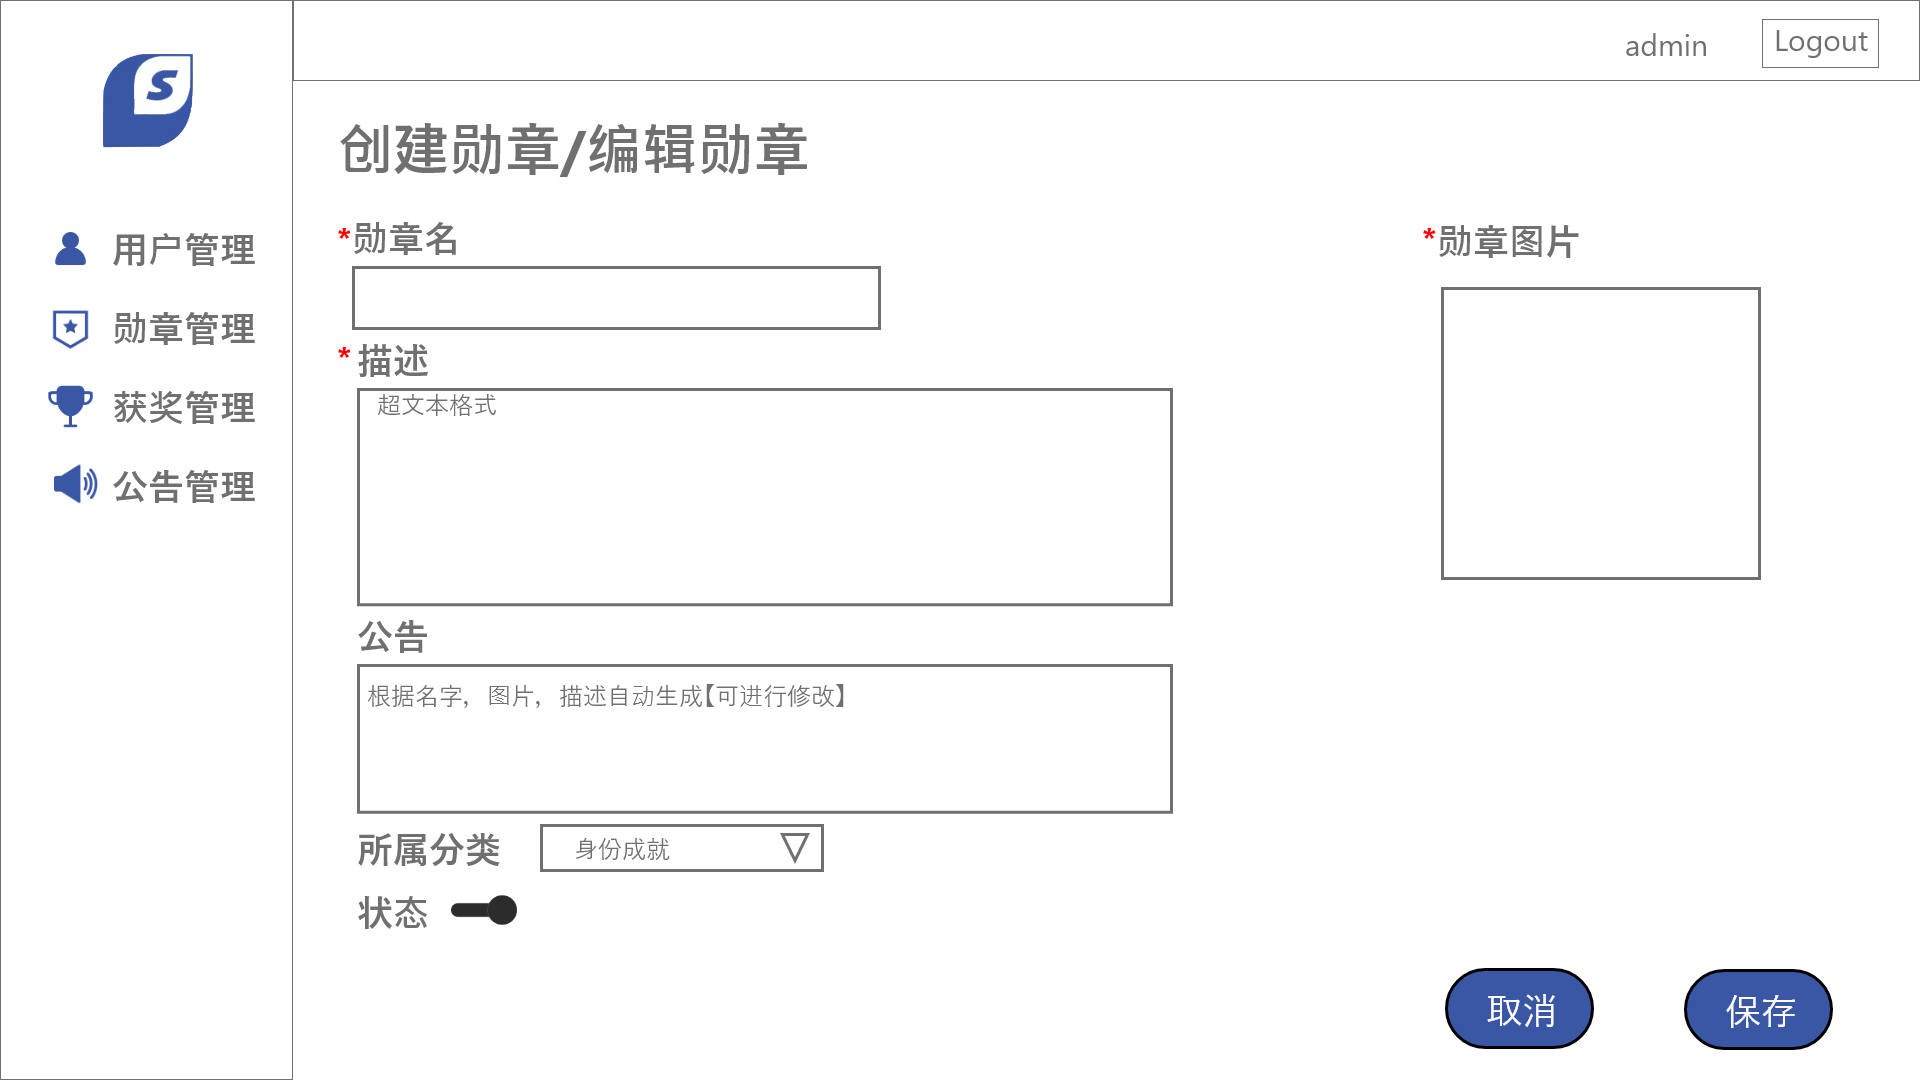 S
admin
Logout
用户管理
勋章管理
获奖管理
公告管理
创建勋章/编辑勋章
*勋章名
*勋章图片
* 描述
超文本格式
公告
根据名字，图片，描述自动生成【可进行修改】
所属分类
身份成就
状态
取消
保存